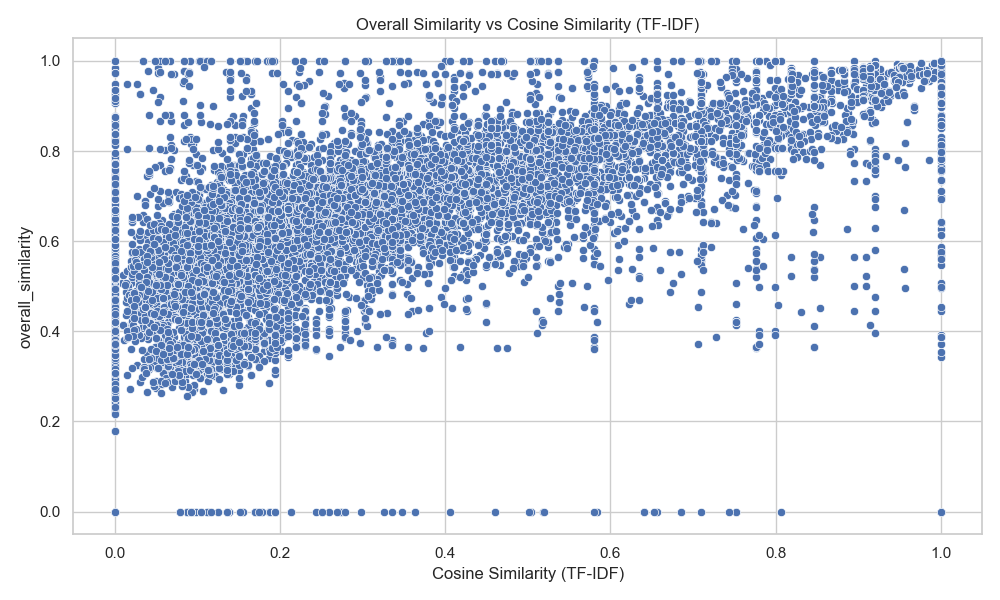 Overall Similarity vs Cosine Similarity (TF-IDF)
overall_similarity
1.0
0.8
0.6
0.4
0.2
0.0
0.0 0.2 0.4 0.6 0.8 1.0
Cosine Similarity (TF-IDF)